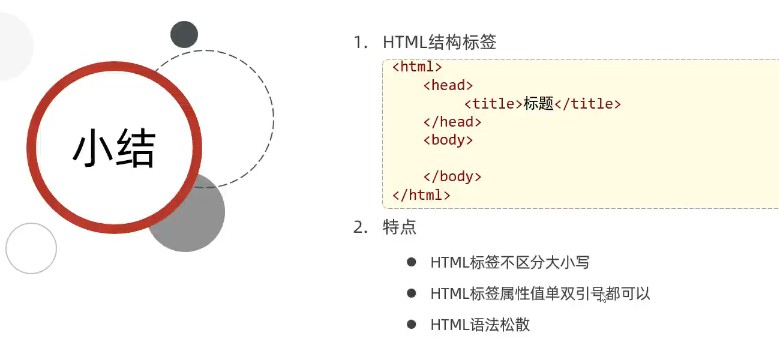 小结
1. HTML结构标签
<html>
<head>
<title>标题</title>
</head>
<body>
</body>
</html>
2. 特点
● HTML标签不区分大小写
● HTML标签属性值单双引号都可以
● HTML语法松散